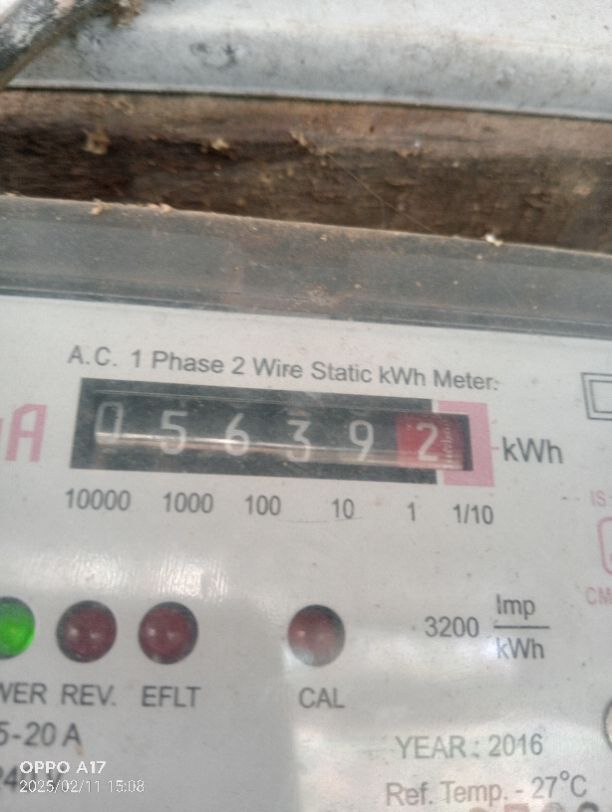 A.C. 1 Phase 2 Wire Static kWh Meter:
A
0 5 6 3 9 2 kWh
10000 1000 100 10 1 1/10
IS
CM
3200 Imp/kWh
WER REV. EFLT CAL
5-20 A
YEAR : 2016
Ref. Temp. - 27°C
OPPO A17
2025/02/11 15:08